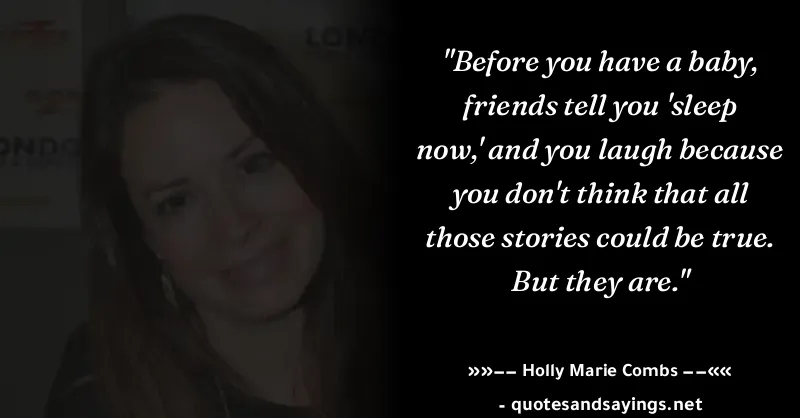 "Before you have a baby,
friends tell you 'sleep
now,' and you laugh because
you don't think that all
those stories could be true.
But they are."
»»–– Holly Marie Combs ––««
- quotesandsayings.net